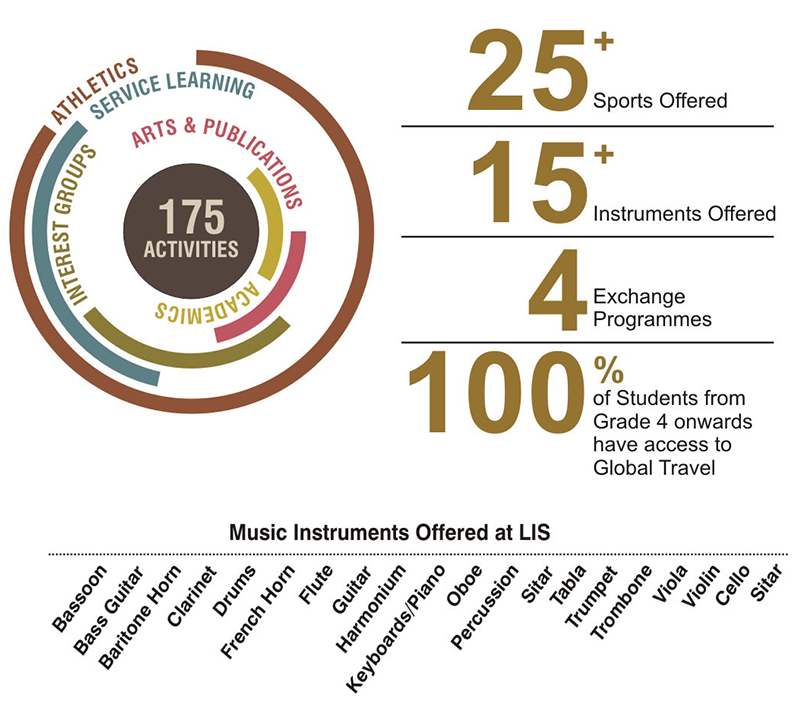 ATHLETICS
SERVICE LEARNING
ARTS & PUBLICATIONS
INTEREST GROUPS
ACADEMICS
175
ACTIVITIES
25+
Sports Offered
15+
Instruments Offered
4
Exchange
Programmes
100%
of Students from
Grade 4 onwards
have access to
Global Travel
Music Instruments Offered at LIS
Bassoon
Bass Guitar
Baritone Horn
Clarinet
Drums
French Horn
Flute
Guitar
Harmonium
Keyboards/Piano
Oboe
Percussion
Sitar
Tabla
Trumpet
Trombone
Viola
Violin
Cello
Sitar